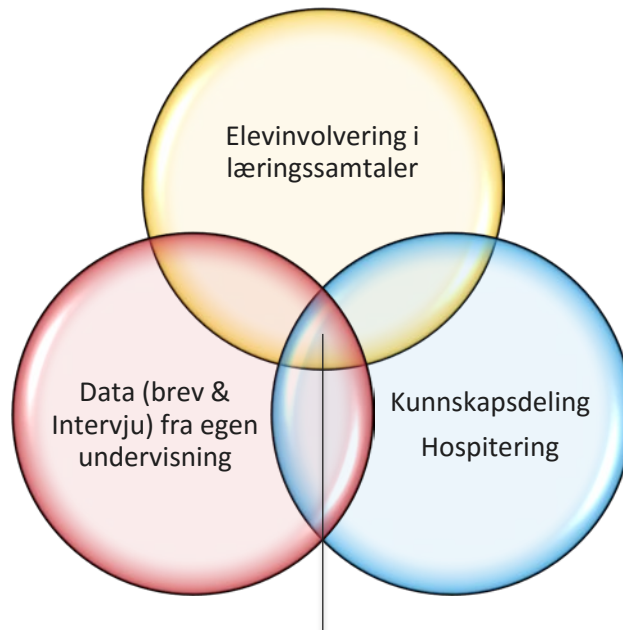 Elevinvolvering i
læringssamtaler
Data (brev &
Intervju) fra egen
undervisning
Kunnskapsdeling
Hospitering